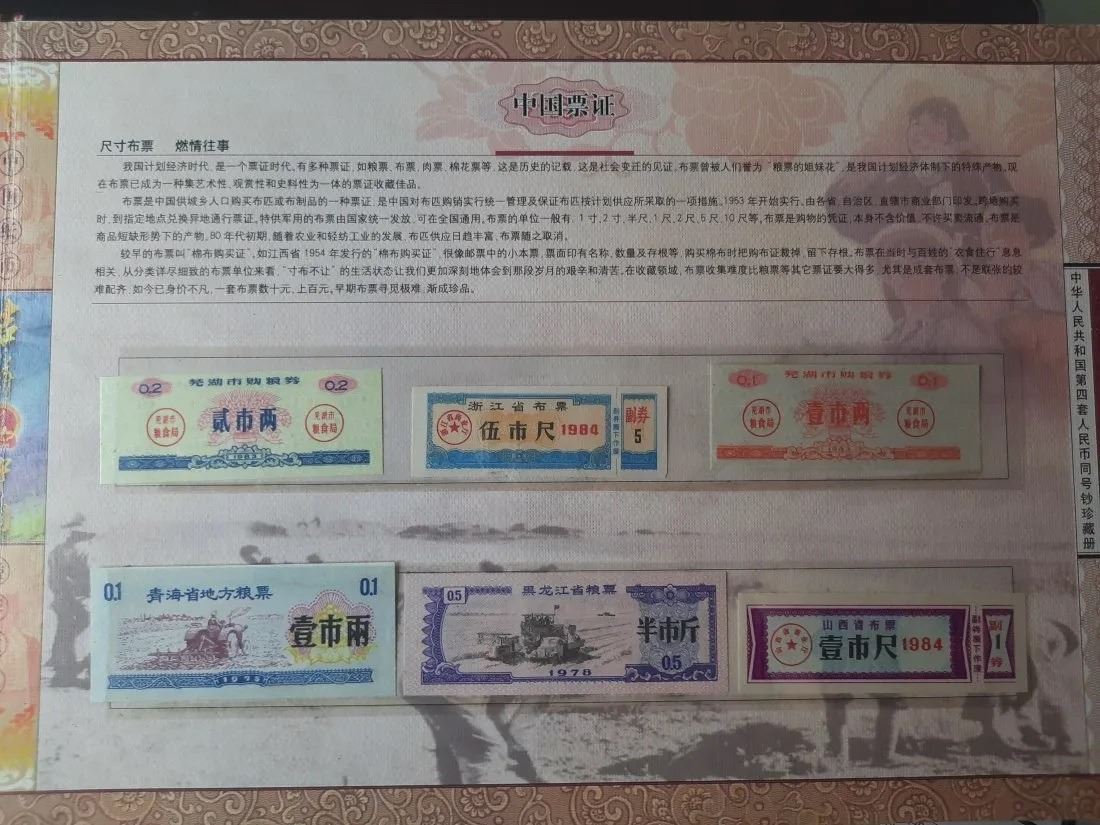 中国票证
尺寸布票 燃情往事
我国计划经济时代, 是一个票证时代, 有多种票证, 如粮票, 布票, 肉票, 棉花票等, 这是历史的记载, 这是社会变迁的见证, 布票曾被人们誉为“粮票的姐妹花”, 是我国计划经济体制下的特殊产物, 现
在布票已成为一种集艺术性, 观赏性和史料性为一体的票证收藏佳品。
布票是中国供城乡人口购买布匹或布制品的一种票证, 是中国对布匹购销实行统一管理及保证布匹按计划供应所采取的一项措施, 1953年开始实行, 由各省, 自治区, 直辖市商业部门印发, 跨地购买
时, 到指定地点兑换异地通行票证, 特供军用的布票由国家统一发放, 可在全国通用, 布票的单位一般有, 1寸, 2寸, 半尺, 1尺, 2尺, 5尺, 10尺等, 布票是购物的凭证, 本身不含价值, 不许买卖流通, 布票是
商品短缺形势下的产物, 80年代初期, 随着农业和轻纺工业的发展, 布匹供应日趋丰富, 布票随之取消。
较早的布票叫“棉布购买证”, 如江西省1954年发行的“棉布购买证”, 很像邮票中的小本票, 票面印有名称, 数量及存根等, 购买棉布时把购布证裁掉, 留下存根, 布票在当时与百姓的“衣食住行”息息
相关, 从分类详尽细致的布票单位来看, “寸布不让”的生活状态让我们更加深刻地体会到那段岁月的艰辛和清苦, 在收藏领域, 布票收集难度比粮票等其它票证要大得多, 尤其是成套布票, 不是联张的较
难配齐, 如今已身价不凡, 一套布票数十元, 上百元, 早期布票寻觅极难, 渐成珍品。
0.2 芜湖市购粮券 0.2
芜湖市粮食局 贰市两 芜湖市粮食局
1983
浙江省布票
伍市尺 1984
副券
5
副券撕下作废
0.1 芜湖市购粮券 0.1
芜湖市粮食局 壹市两 芜湖市粮食局
0.1 青海省地方粮票 0.1
壹市两
1975
0.5 黑龙江省粮票
半市斤
0.5
1978
山西省布票
壹市尺 1984
副券撕下作废
副
1
券
中华人民共和国第四套人民币同号钞珍藏册